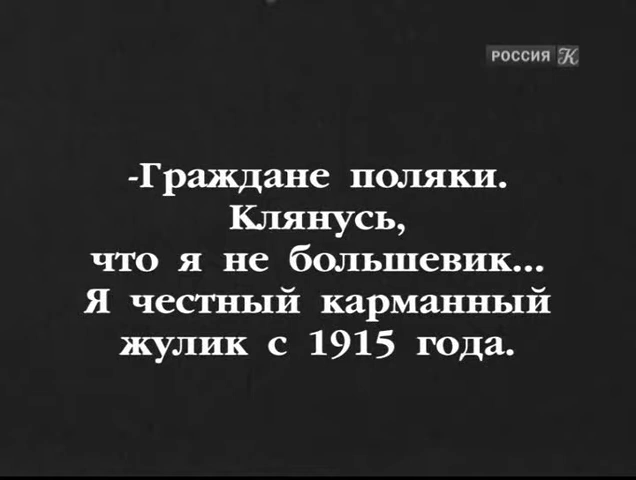 РОССИЯ К
-Граждане поляки.
Клянусь,
что я не большевик...
Я честный карманный
жулик с 1915 года.